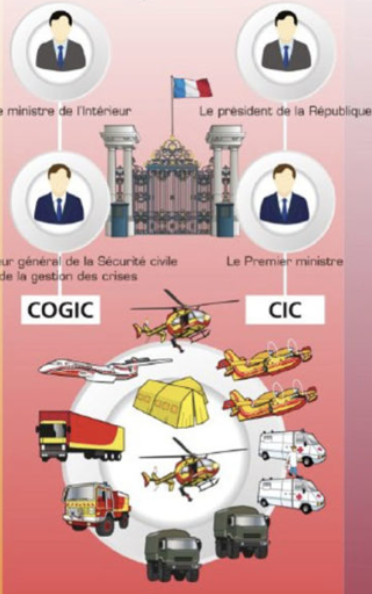 ministre de l'Intérieur
Le président de la République
général de la Sécurité civile
de la gestion des crises
Le Premier ministre
COGIC
CIC